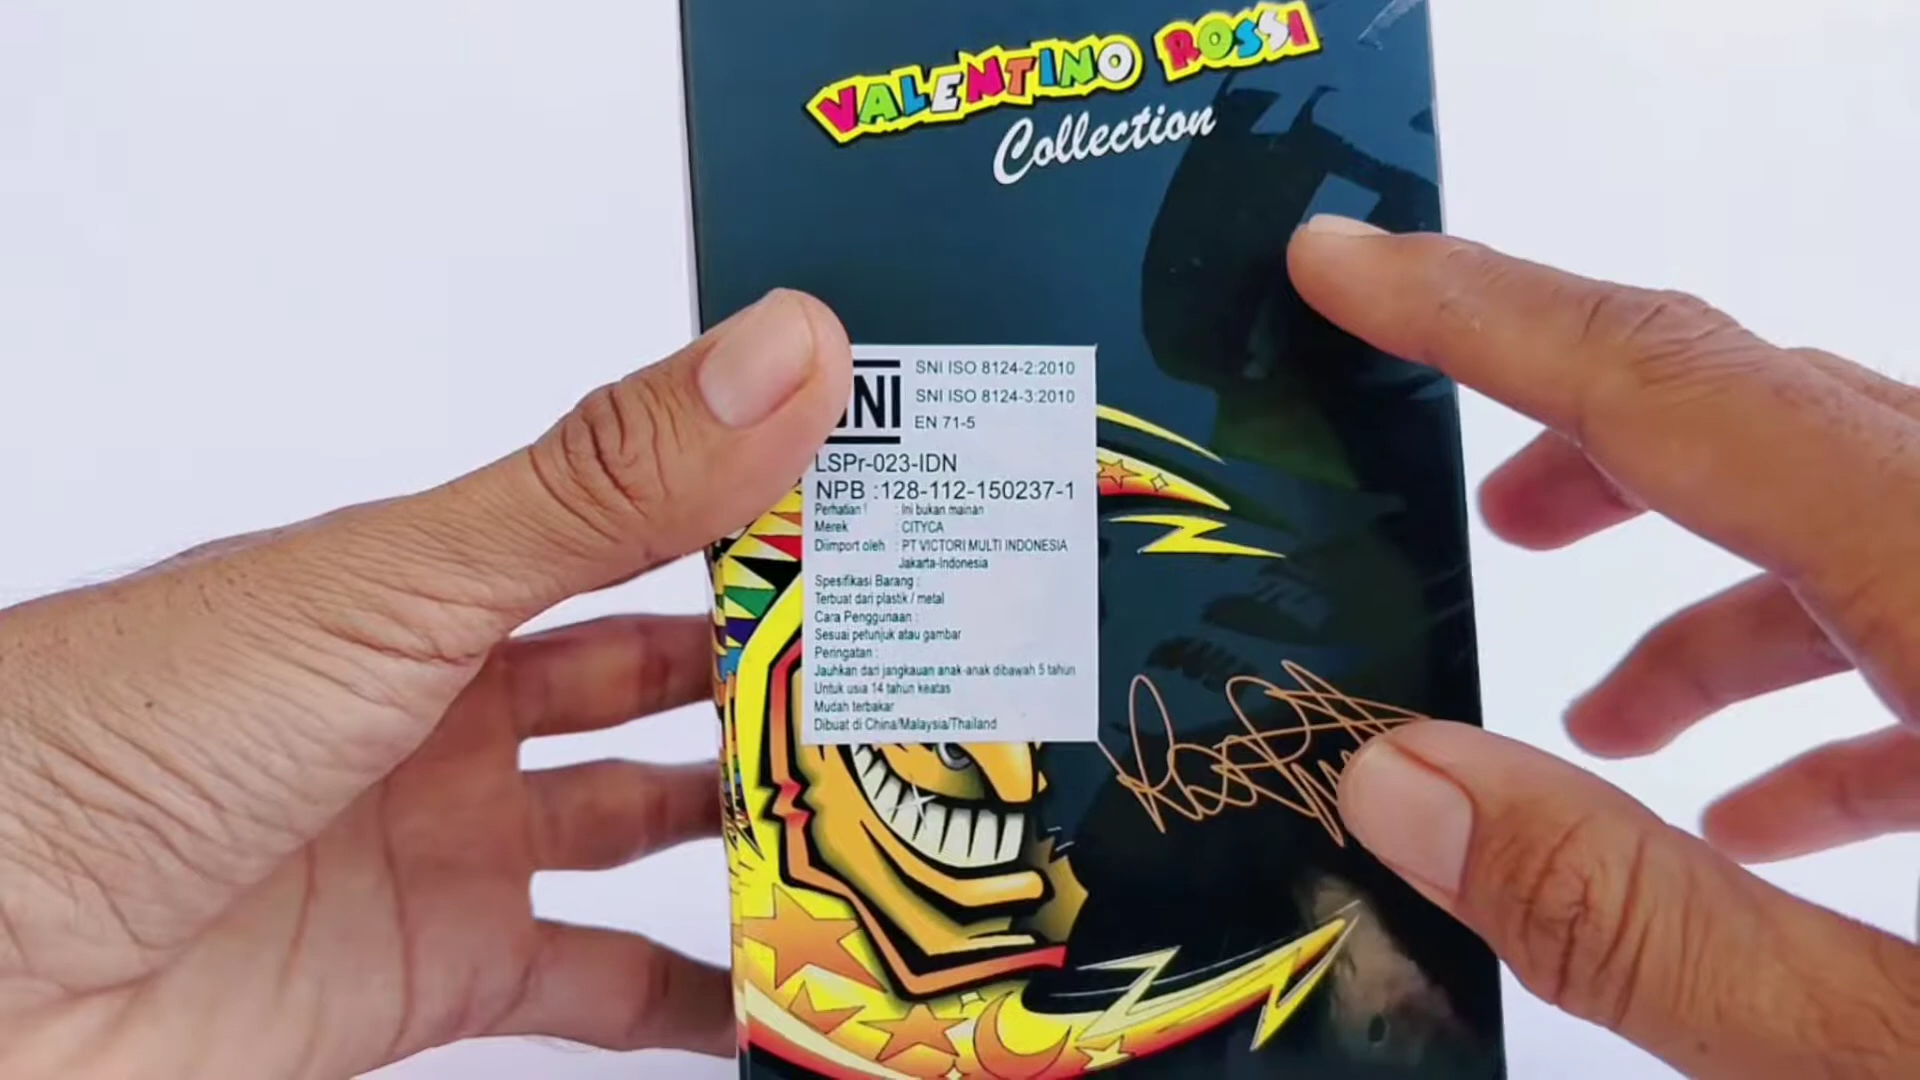 VALENTINO ROSSI
Collection
SNI ISO 8124-2:2010
SNI ISO 8124-3:2010
EN 71-5
LSPr-023-IDN
NPB :128-112-150237-1
Perhatian ! : Ini bukan mainan
Merek : CITYCA
Diimport oleh : PT VICTORI MULTI INDONESIA
Jakarta-Indonesia
Spesifikasi Barang :
Terbuat dari plastik / metal
Cara Penggunaan :
Sesuai petunjuk atau gambar
Peringatan :
Jauhkan dari jangkauan anak-anak dibawah 5 tahun
Untuk usia 14 tahun keatas
Mudah terbakar
Dibuat di China/Malaysia/Thailand